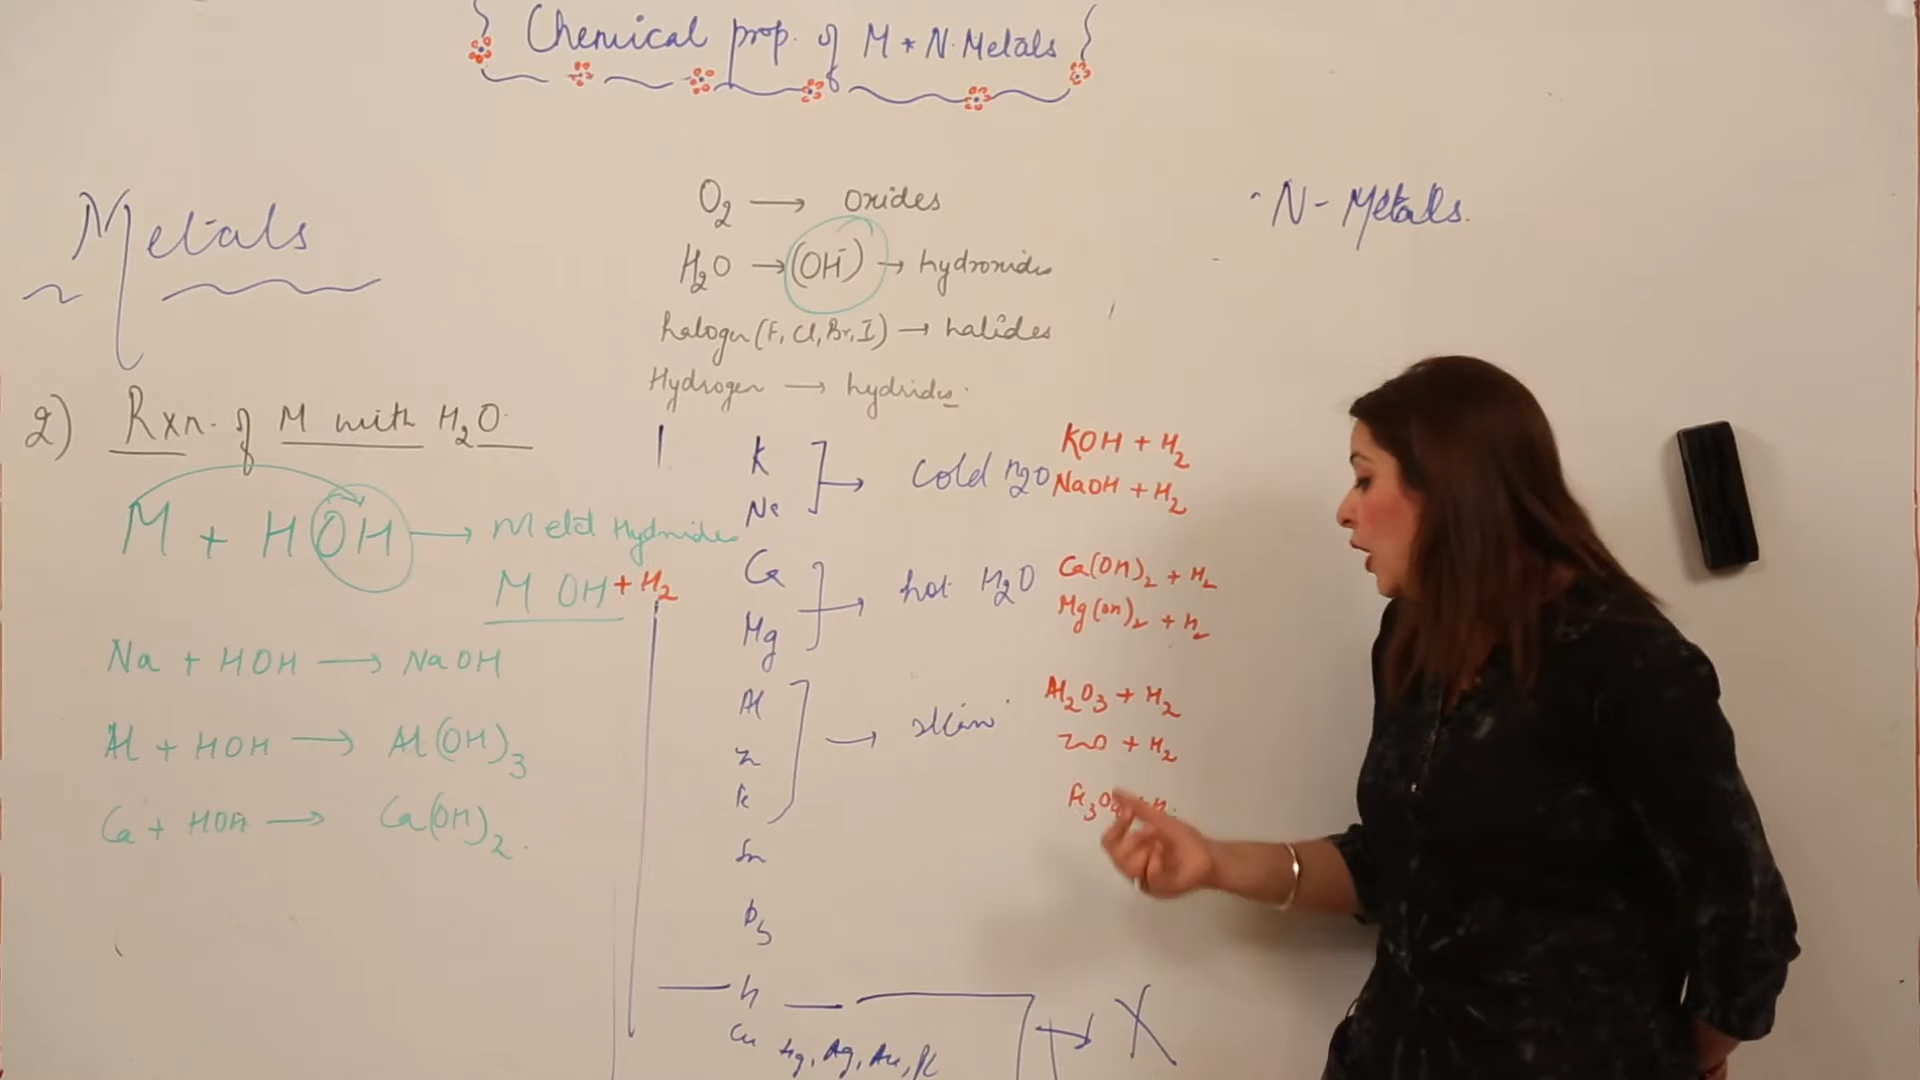 Chemical prop. of M & N.Metals
Metals
O2 → Oxides
H2O → (OH⁻) → hydroxides
halogen (F, Cl, Br, I) → halides
Hydrogen → hydrides.
N-Metals.
2) Rxn. of M with H2O.
M + HOH → Metal Hydroxides
M OH + H2
Na + HOH → NaOH
Al + HOH → Al(OH)3
Ca + HOH → Ca(OH)2.
K
Na
→ Cold H2O
KOH + H2
NaOH + H2
Ca
Mg
→ hot H2O
Ca(OH)2 + H2
Mg(OH)2 + H2
Al
Zn
Fe
→ steam
Al2O3 + H2
ZnO + H2
Fe3O4 + H2
Sn
Pb
H
Cu Hg, Ag, Au, Pt
→ X